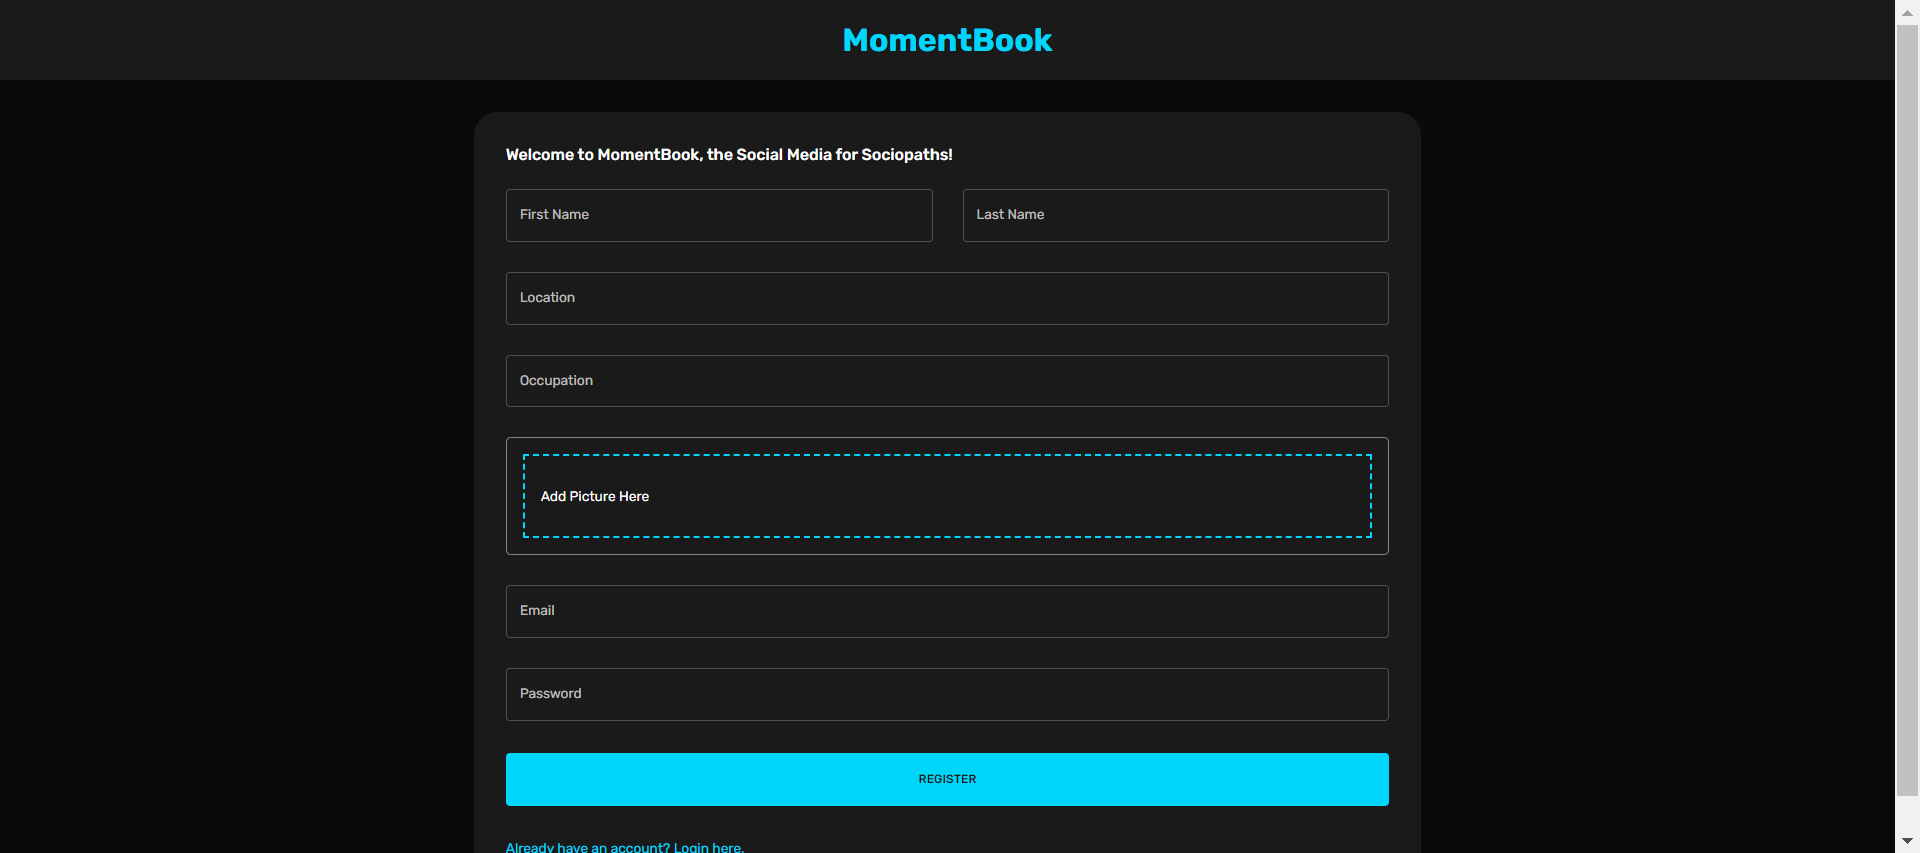 MomentBook
Welcome to MomentBook, the Social Media for Sociopaths!
First Name
Last Name
Location
Occupation
Add Picture Here
Email
Password
REGISTER
Already have an account? Login here.